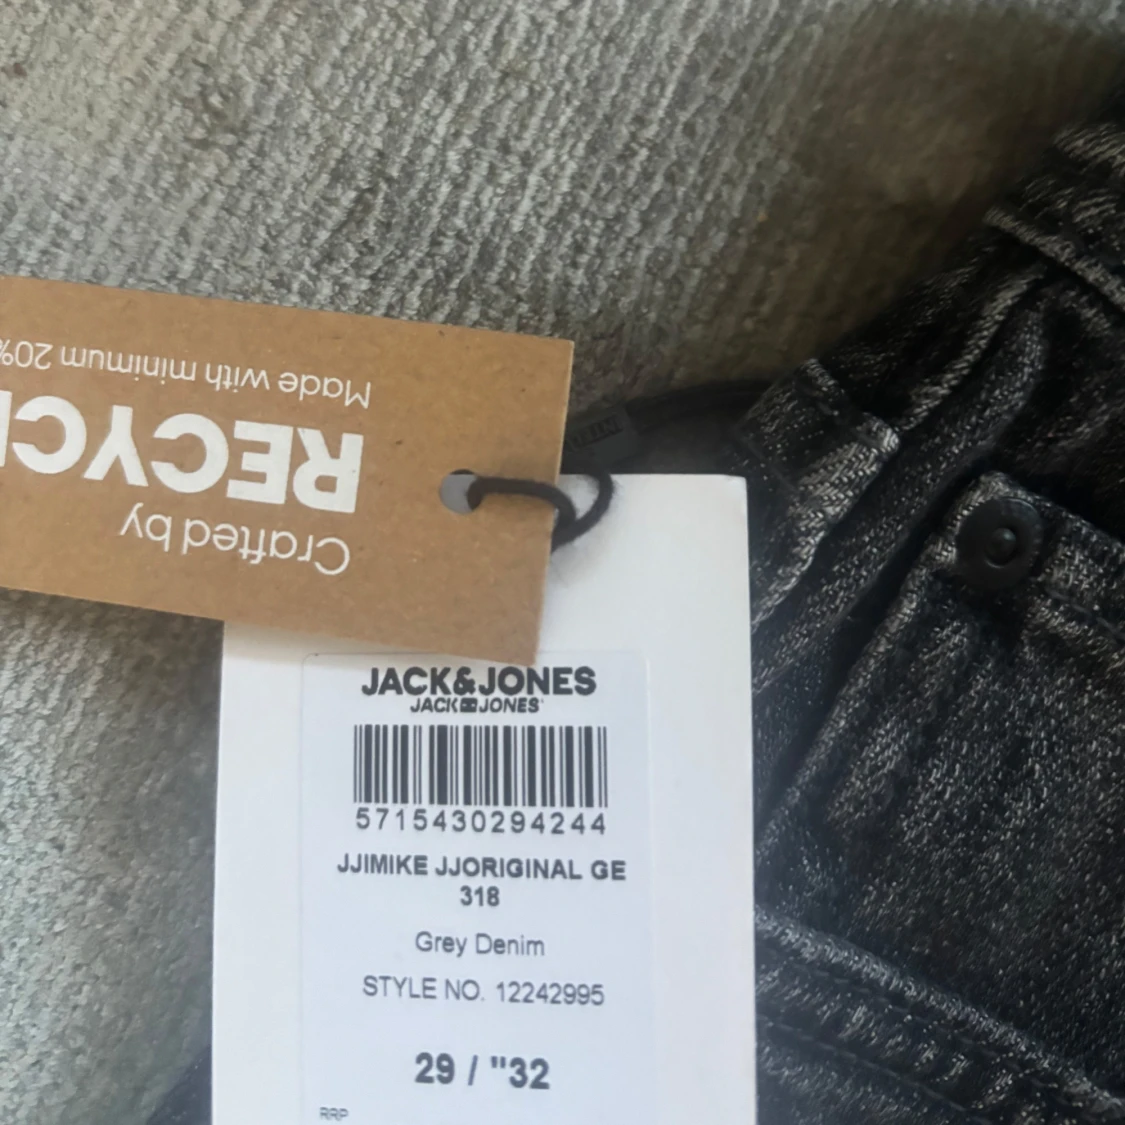 Crafted by
RECYC
Made with minimum 20%
JACK&JONES
JACK JONES
5715430294244
JJIMIKE JJORIGINAL GE
318
Grey Denim
STYLE NO. 12242995
29 / "32
RRP